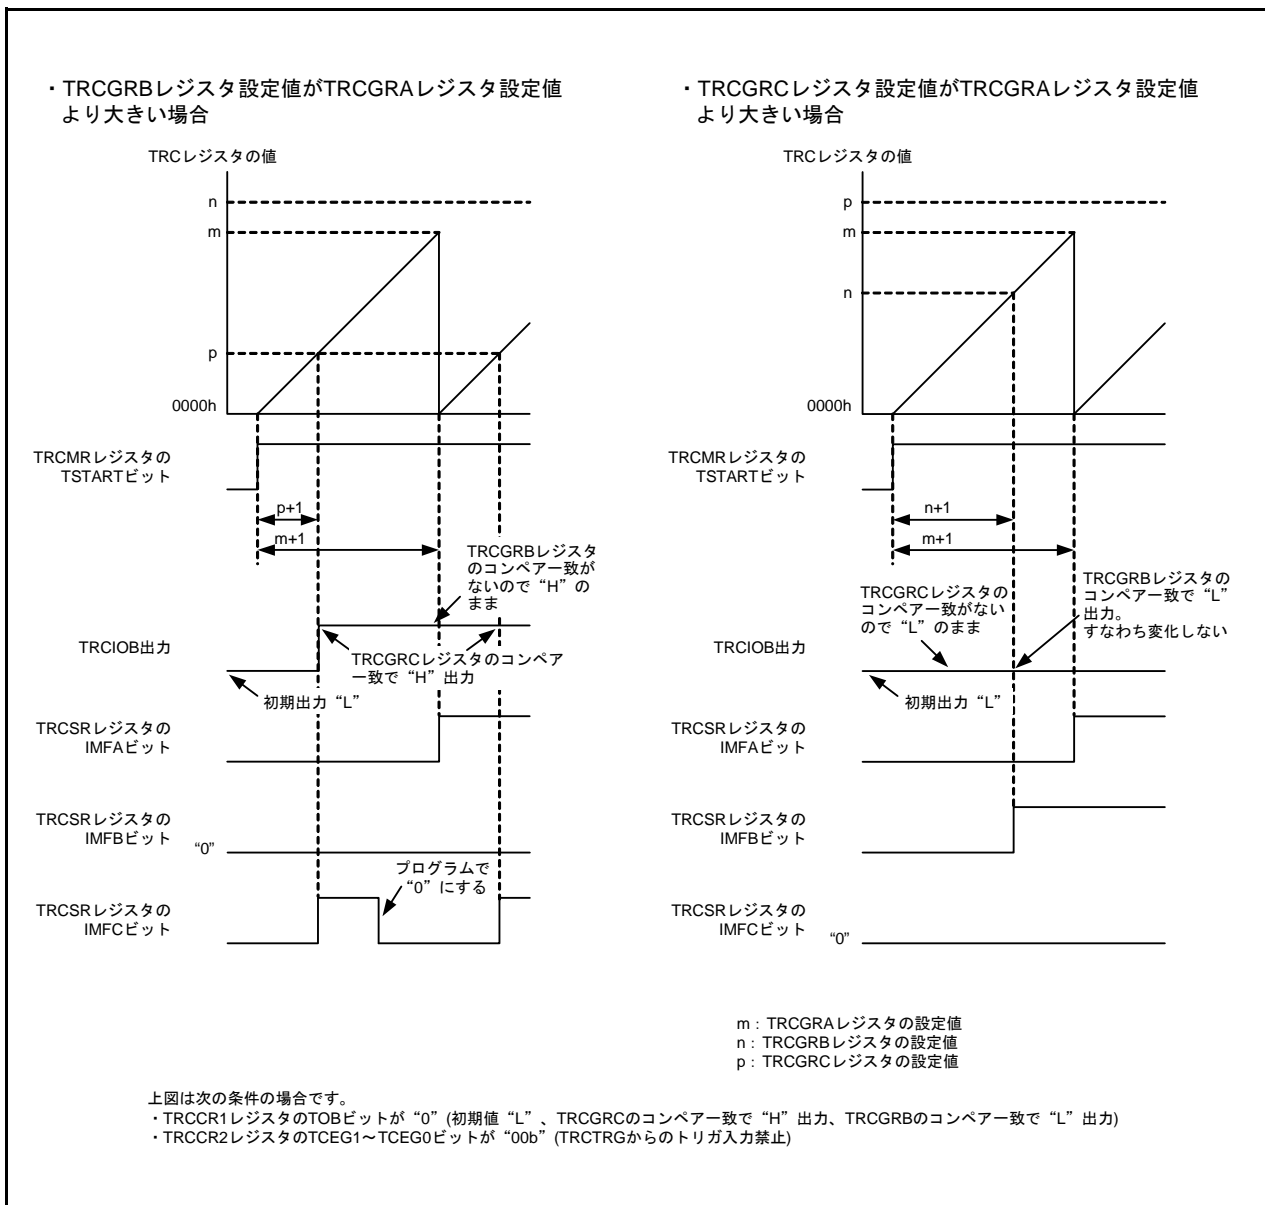 ・TRCGRBレジスタ設定値がTRCGRAレジスタ設定値
より大きい場合
TRCレジスタの値
n
m
p
0000h
TRCMRレジスタの
TSTARTビット
p+1
m+1
TRCGRBレジスタ
のコンペア一致が
ないので“H”の
まま
TRCIOB出力
TRCGRCレジスタのコンペア
一致で“H”出力
初期出力“L”
TRCSRレジスタの
IMFAビット
TRCSRレジスタの
IMFBビット
“0”
プログラムで
“0”にする
TRCSRレジスタの
IMFCビット
・TRCGRCレジスタ設定値がTRCGRAレジスタ設定値
より大きい場合
TRCレジスタの値
p
m
n
0000h
TRCMRレジスタの
TSTARTビット
n+1
m+1
TRCGRCレジスタの
コンペア一致がない
ので“L”のまま
TRCGRBレジスタの
コンペア一致で“L”
出力。
すなわち変化しない
TRCIOB出力
初期出力“L”
TRCSRレジスタの
IMFAビット
TRCSRレジスタの
IMFBビット
TRCSRレジスタの
IMFCビット
“0”
m：TRCGRAレジスタの設定値
n：TRCGRBレジスタの設定値
p：TRCGRCレジスタの設定値
上図は次の条件の場合です。
・TRCCR1レジスタのTOBビットが“0”(初期値“L”、TRCGRCのコンペア一致で“H”出力、TRCGRBのコンペア一致で“L”出力)
・TRCCR2レジスタのTCEG1～TCEG0ビットが“00b”(TRCTRGからのトリガ入力禁止)